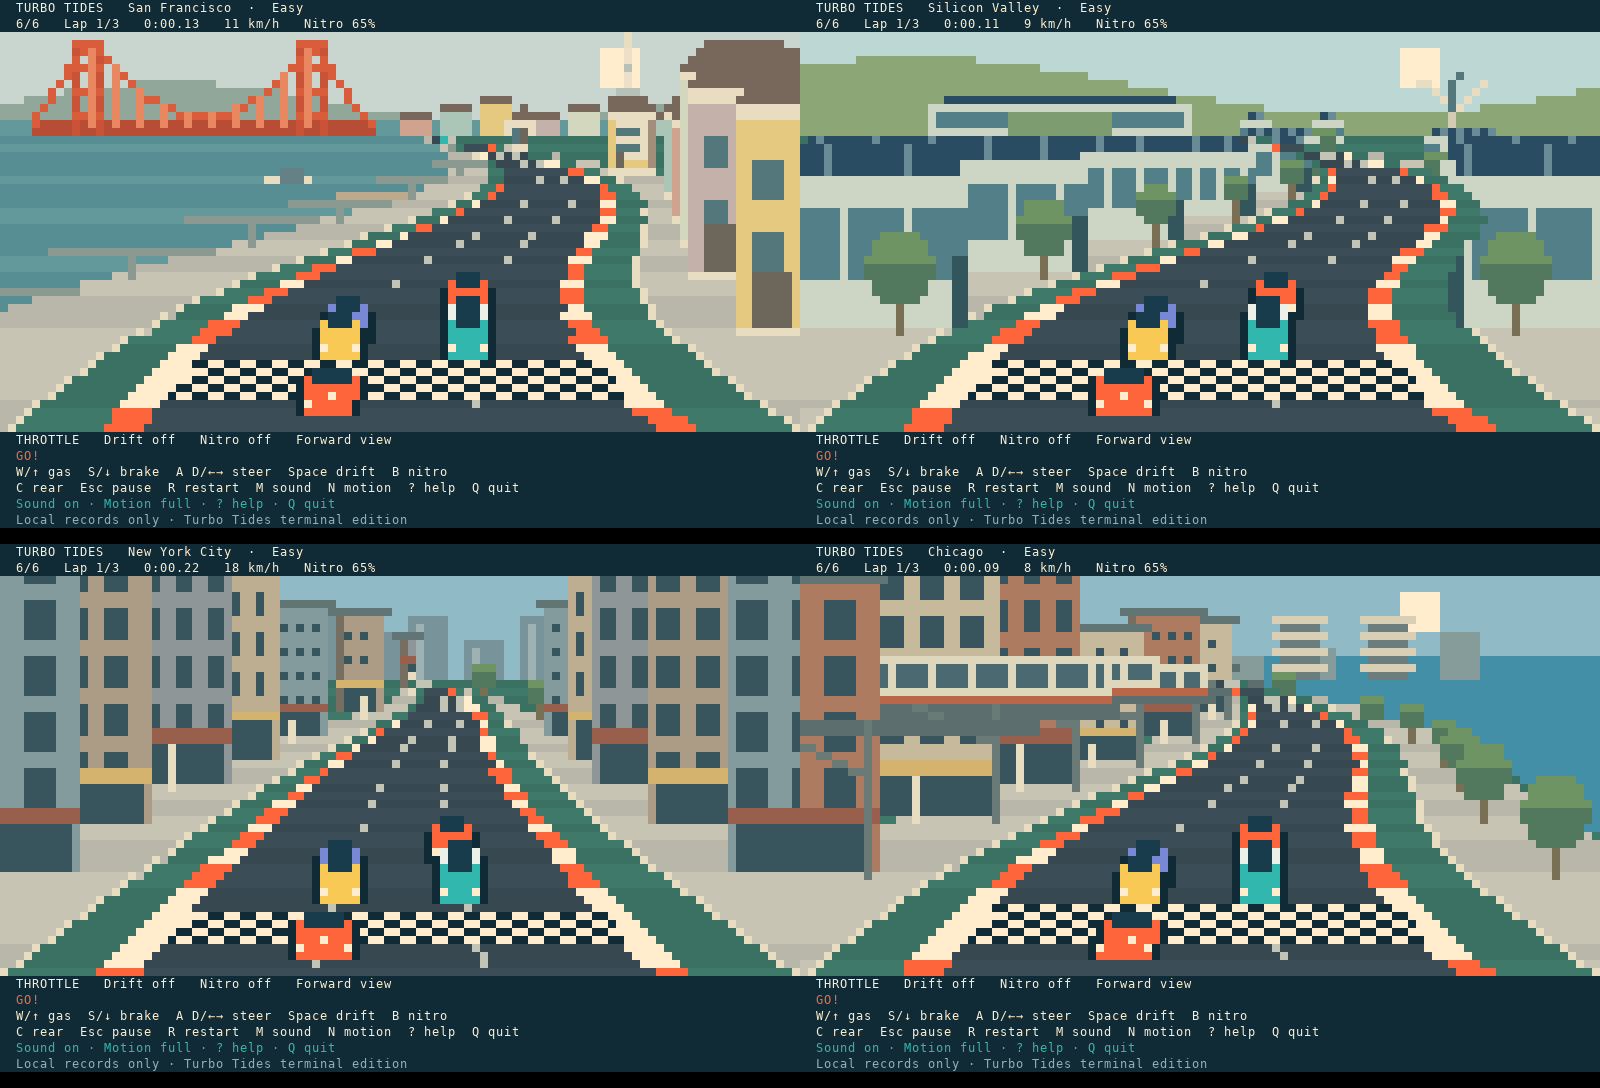 TURBO TIDES   San Francisco  ·  Easy
6/6   Lap 1/3   0:00.13   11 km/h   Nitro 65%
THROTTLE   Drift off   Nitro off   Forward view
GO!
W/↑ gas  S/↓ brake  A D/←→ steer  Space drift  B nitro
C rear  Esc pause  R restart  M sound  N motion  ? help  Q quit
Sound on · Motion full · ? help · Q quit
Local records only · Turbo Tides terminal edition
TURBO TIDES   Silicon Valley  ·  Easy
6/6   Lap 1/3   0:00.11   9 km/h   Nitro 65%
THROTTLE   Drift off   Nitro off   Forward view
GO!
W/↑ gas  S/↓ brake  A D/←→ steer  Space drift  B nitro
C rear  Esc pause  R restart  M sound  N motion  ? help  Q quit
Sound on · Motion full · ? help · Q quit
Local records only · Turbo Tides terminal edition
TURBO TIDES   New York City  ·  Easy
6/6   Lap 1/3   0:00.22   18 km/h   Nitro 65%
THROTTLE   Drift off   Nitro off   Forward view
GO!
W/↑ gas  S/↓ brake  A D/←→ steer  Space drift  B nitro
C rear  Esc pause  R restart  M sound  N motion  ? help  Q quit
Sound on · Motion full · ? help · Q quit
Local records only · Turbo Tides terminal edition
TURBO TIDES   Chicago  ·  Easy
6/6   Lap 1/3   0:00.09   8 km/h   Nitro 65%
THROTTLE   Drift off   Nitro off   Forward view
GO!
W/↑ gas  S/↓ brake  A D/←→ steer  Space drift  B nitro
C rear  Esc pause  R restart  M sound  N motion  ? help  Q quit
Sound on · Motion full · ? help · Q quit
Local records only · Turbo Tides terminal edition